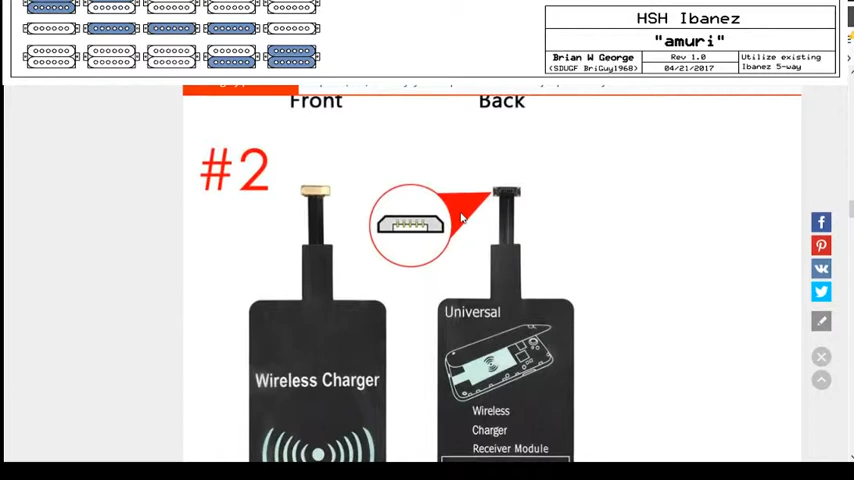 HSH Ibanez
"amuri"
Brian W George
(SDUGF BriGuy1968)
Rev 1.0
04/21/2017
Utilize existing
Ibanez 5-way
Front
Back
#2
Wireless Charger
Universal
Wireless
Charger
Receiver Module